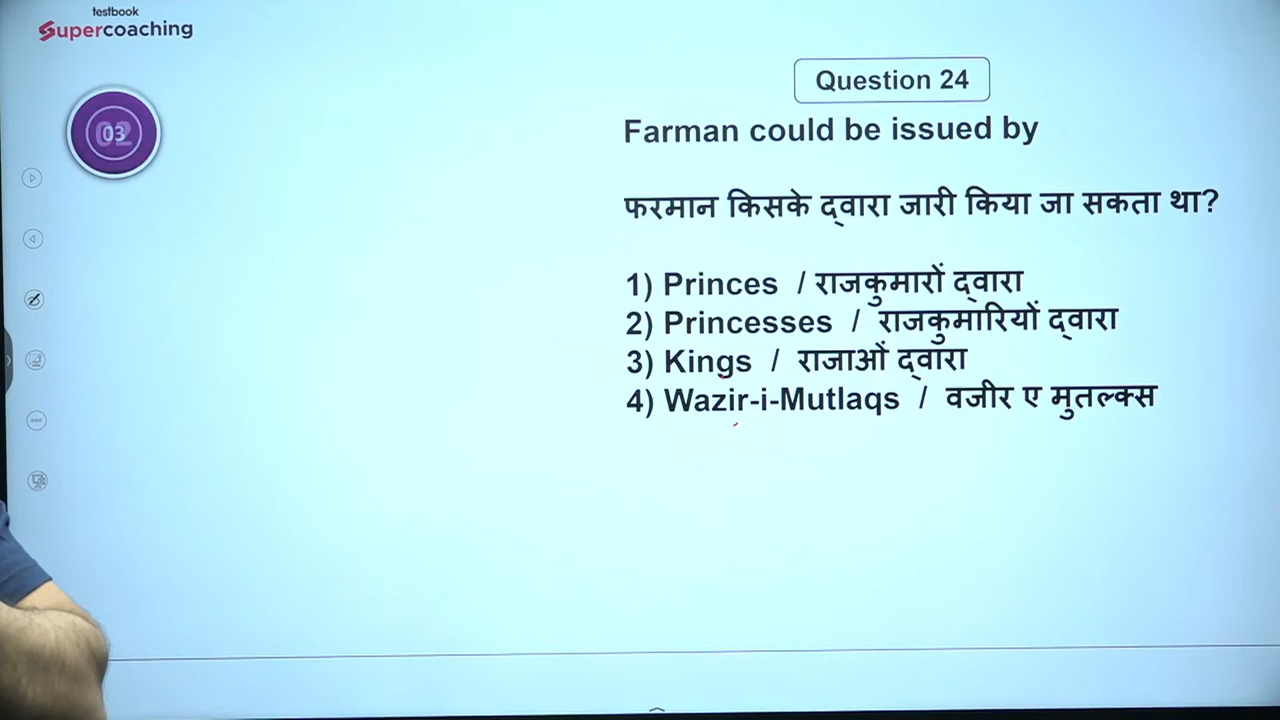 testbook
Supercoaching
03
Question 24
Farman could be issued by
फरमान किसके द्वारा जारी किया जा सकता था?
1) Princes / राजकुमारों द्वारा
2) Princesses / राजकुमारियों द्वारा
3) Kings / राजाओं द्वारा
4) Wazir-i-Mutlaqs / वजीर ए मुतल्क्स